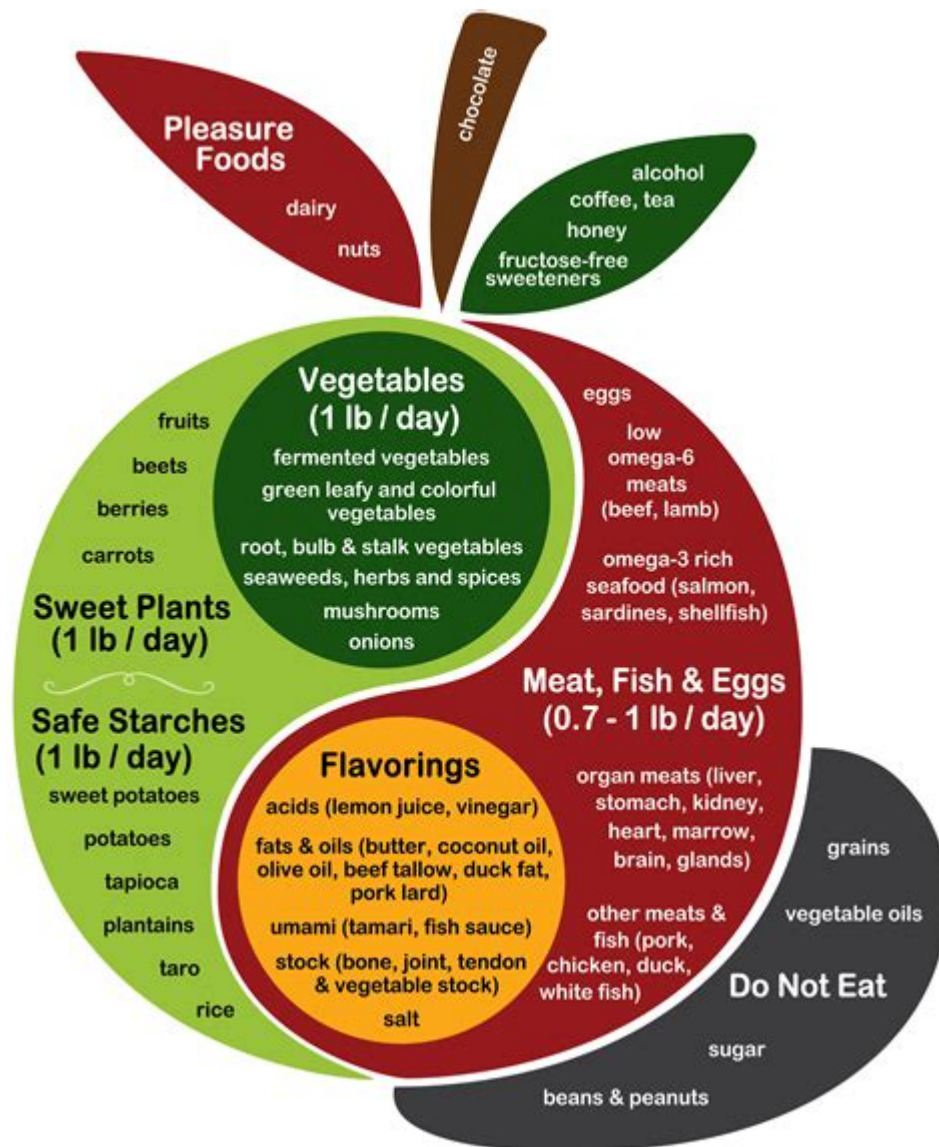 chocolate
Pleasure
Foods
dairy
nuts
alcohol
coffee, tea
honey
fructose-free
sweeteners
Vegetables
(1 lb / day)
fermented vegetables
green leafy and colorful
vegetables
root, bulb & stalk vegetables
seaweeds, herbs and spices
mushrooms
onions
fruits
beets
berries
carrots
Sweet Plants
(1 lb / day)
Safe Starches
(1 lb / day)
sweet potatoes
potatoes
tapioca
plantains
taro
rice
eggs
low
omega-6
meats
(beef, lamb)
omega-3 rich
seafood (salmon,
sardines, shellfish)
Meat, Fish & Eggs
(0.7 - 1 lb / day)
organ meats (liver,
stomach, kidney,
heart, marrow,
brain, glands)
other meats &
fish (pork,
chicken, duck,
white fish)
Flavorings
acids (lemon juice, vinegar)
fats & oils (butter, coconut oil,
olive oil, beef tallow, duck fat,
pork lard)
umami (tamari, fish sauce)
stock (bone, joint, tendon
& vegetable stock)
salt
grains
vegetable oils
Do Not Eat
sugar
beans & peanuts